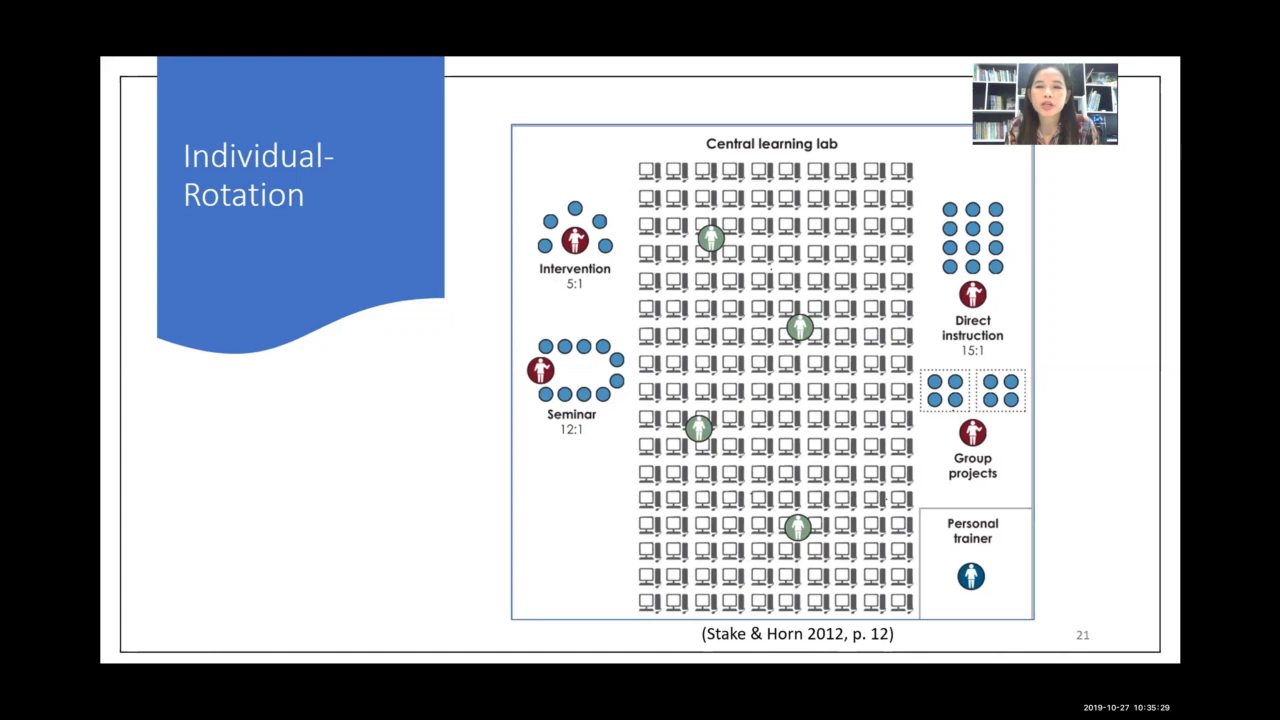 Individual-
Rotation
Central learning lab
Intervention
5:1
Seminar
12:1
Direct
instruction
15:1
Group
projects
Personal
trainer
(Stake & Horn 2012, p. 12)
21
2019-10-27 10:35:29